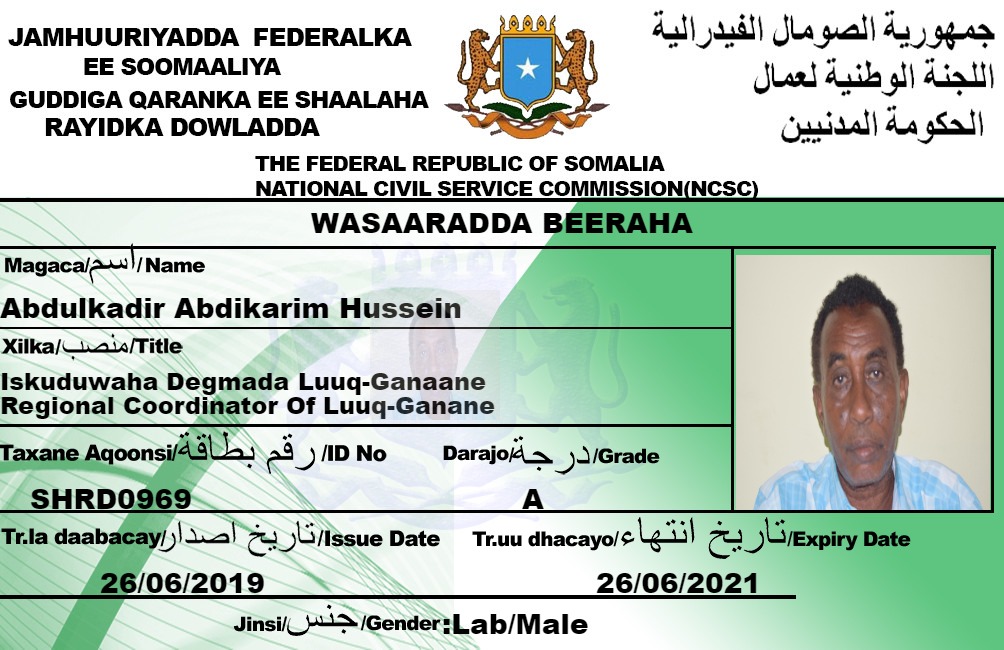 JAMHUURIYADDA FEDERALKA
EE SOOMAALIYA
GUDDIGA QARANKA EE SHAALAHA
RAYIDKA DOWLADDA
جمهورية الصومال الفيدرالية
اللجنة الوطنية لعمال
الحكومة المدنيين
THE FEDERAL REPUBLIC OF SOMALIA
NATIONAL CIVIL SERVICE COMMISSION(NCSC)
WASAARADDA BEERAHA
Magaca/اسم/Name
Abdulkadir Abdikarim Hussein
Xilka/منصب/Title
Iskuduwaha Degmada Luuq-Ganaane
Regional Coordinator Of Luuq-Ganane
Taxane Aqoonsi/رقم بطاقة/ID No Darajo/درجة/Grade
SHRD0969 A
Tr.la daabacay/تاريخ اصدار/Issue Date Tr.uu dhacayo/تاريخ انتهاء/Expiry Date
26/06/2019 26/06/2021
Jinsi/جنس/Gender:Lab/Male